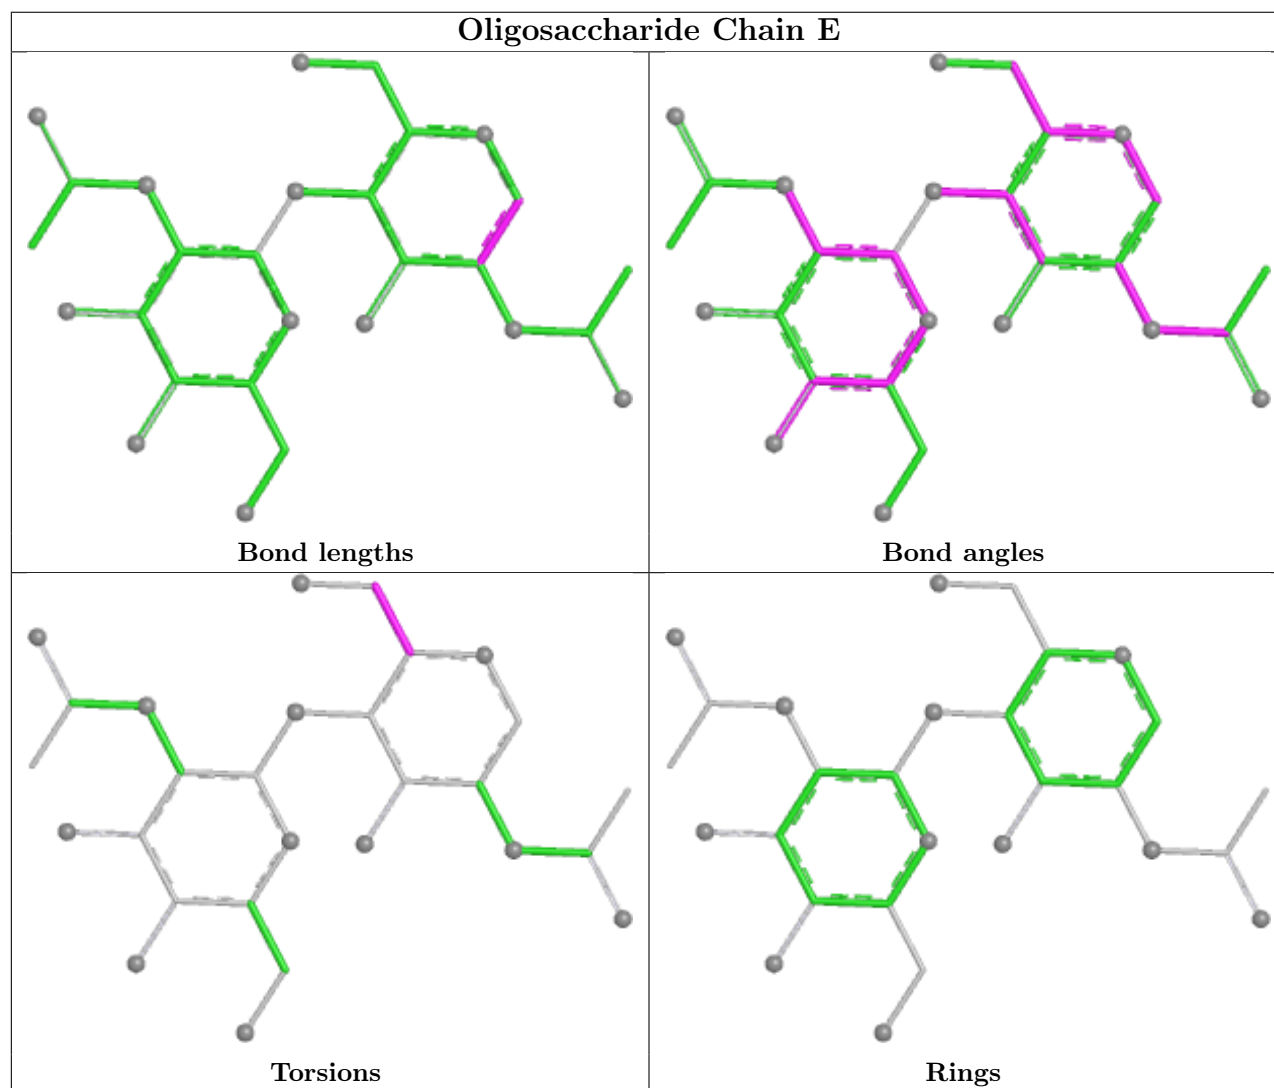 Oligosaccharide Chain E
Bond lengths
Bond angles
Torsions
Rings